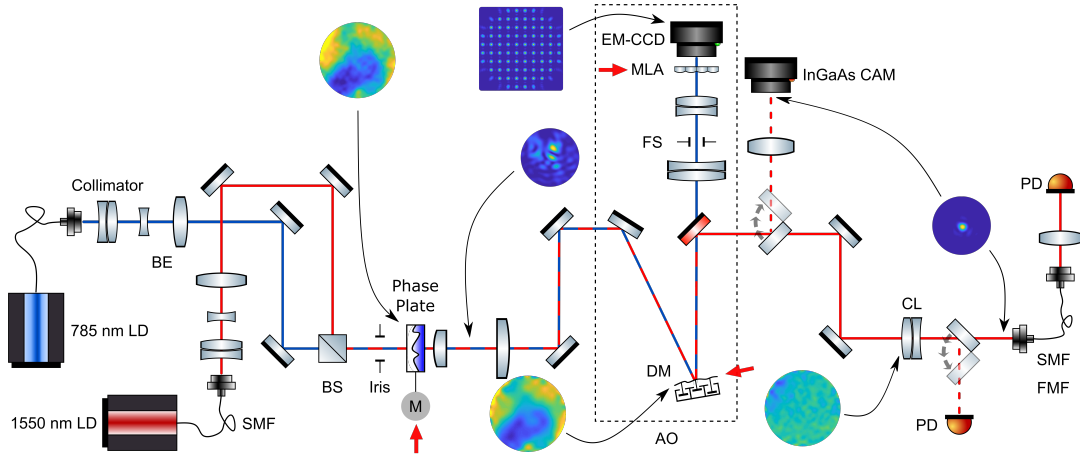 EM-CCD
MLA
InGaAs CAM
FS
Collimator
PD
BE
Phase
Plate
CL
785 nm LD
BS
Iris
DM
SMF
FMF
M
1550 nm LD
SMF
AO
PD